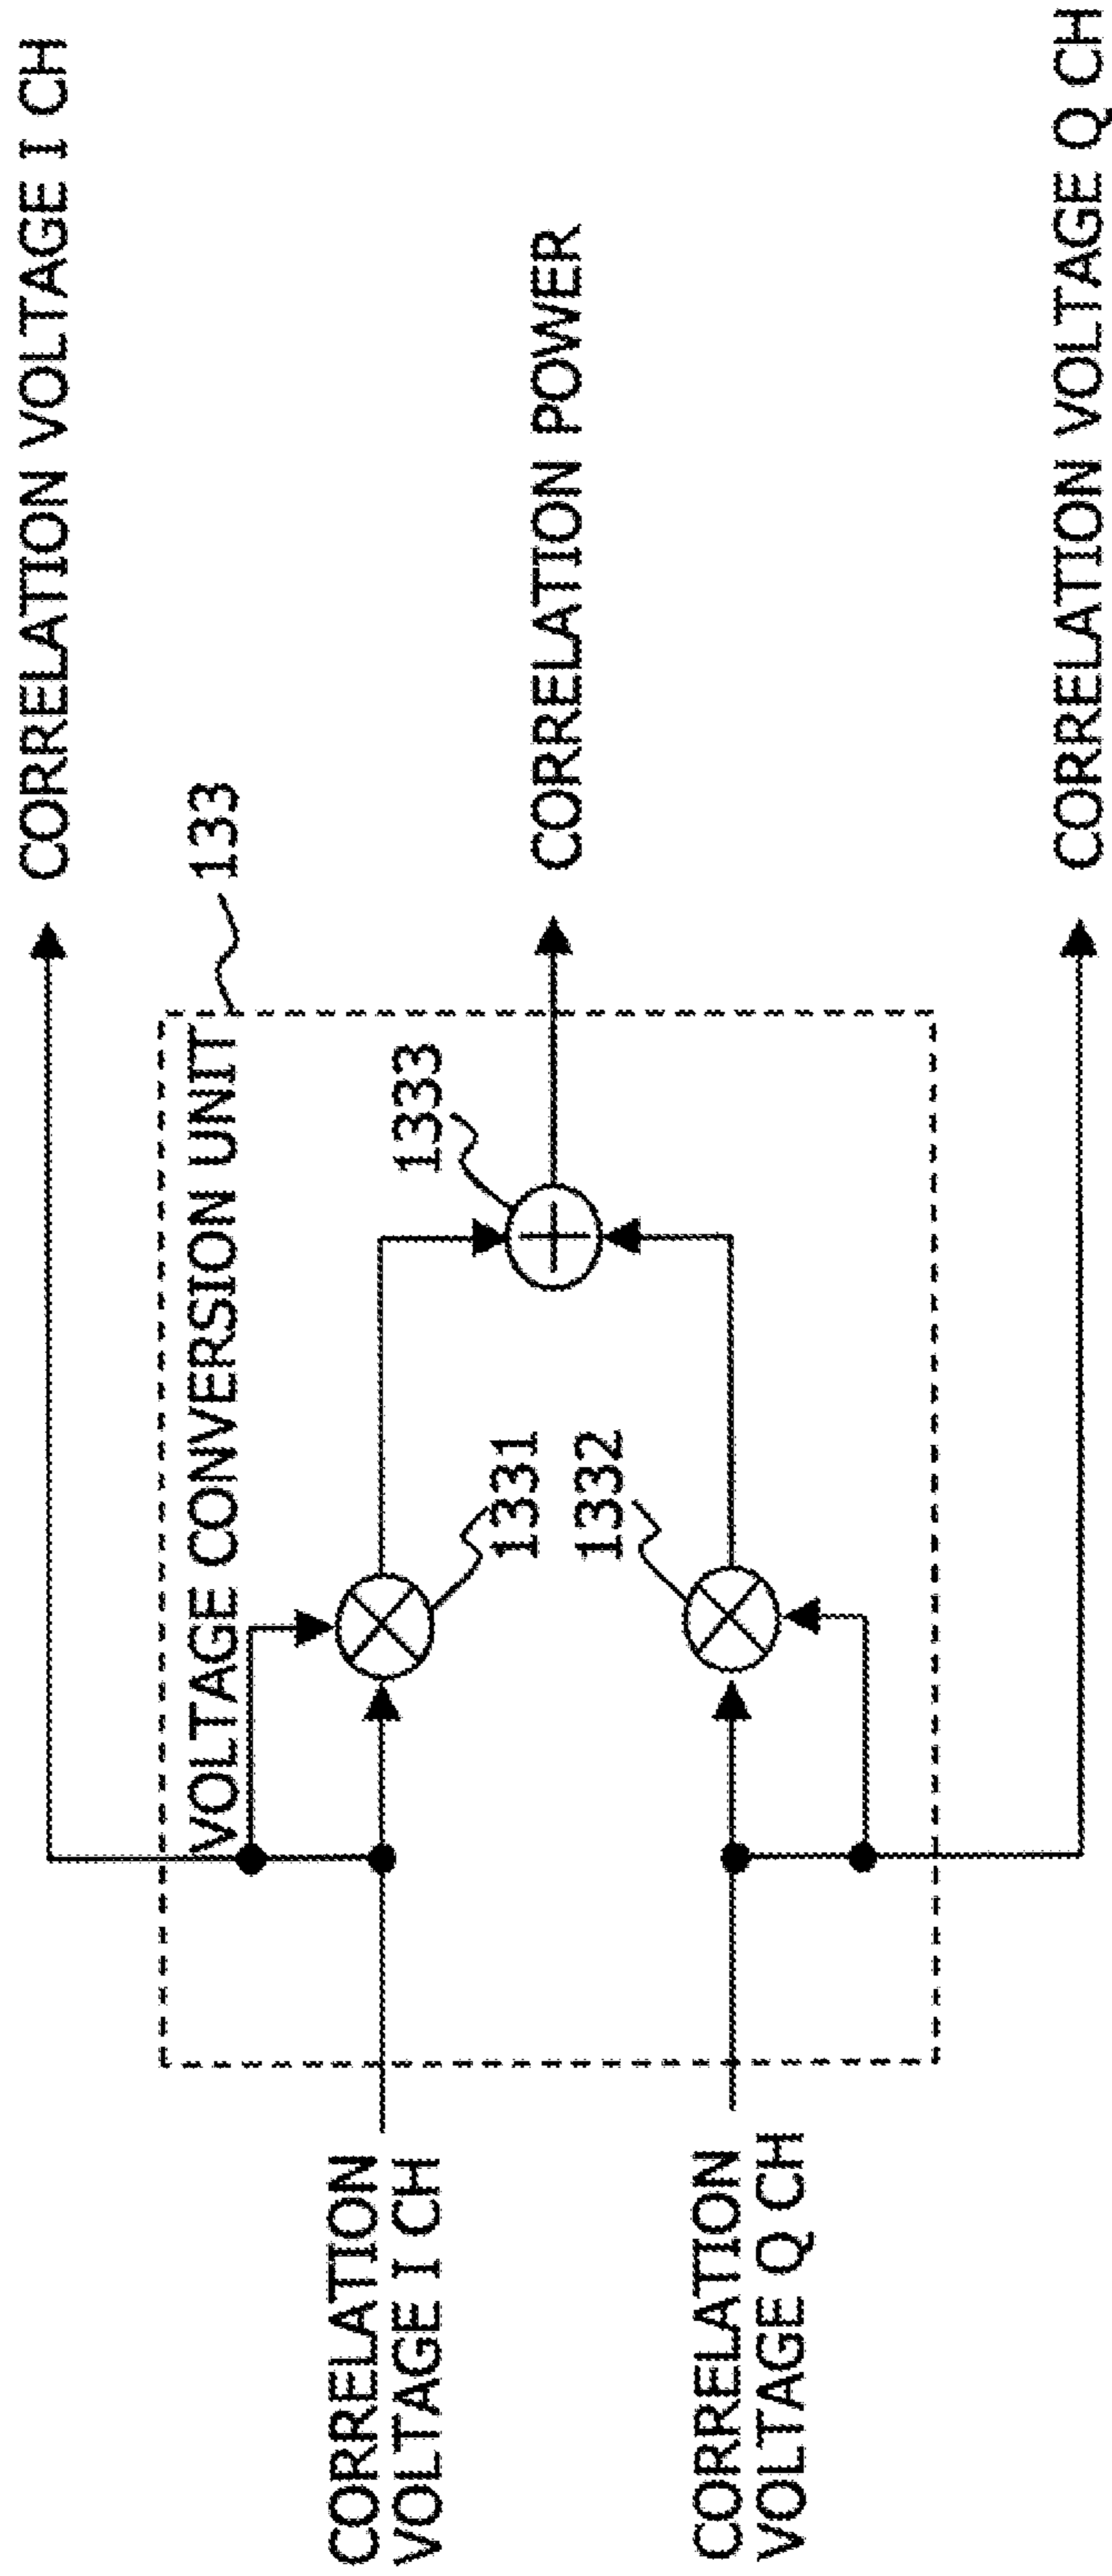 CORRELATION
VOLTAGE I CH
CORRELATION
VOLTAGE Q CH
VOLTAGE CONVERSION UNIT
133
1331
1332
1333
CORRELATION VOLTAGE I CH
CORRELATION POWER
CORRELATION VOLTAGE Q CH